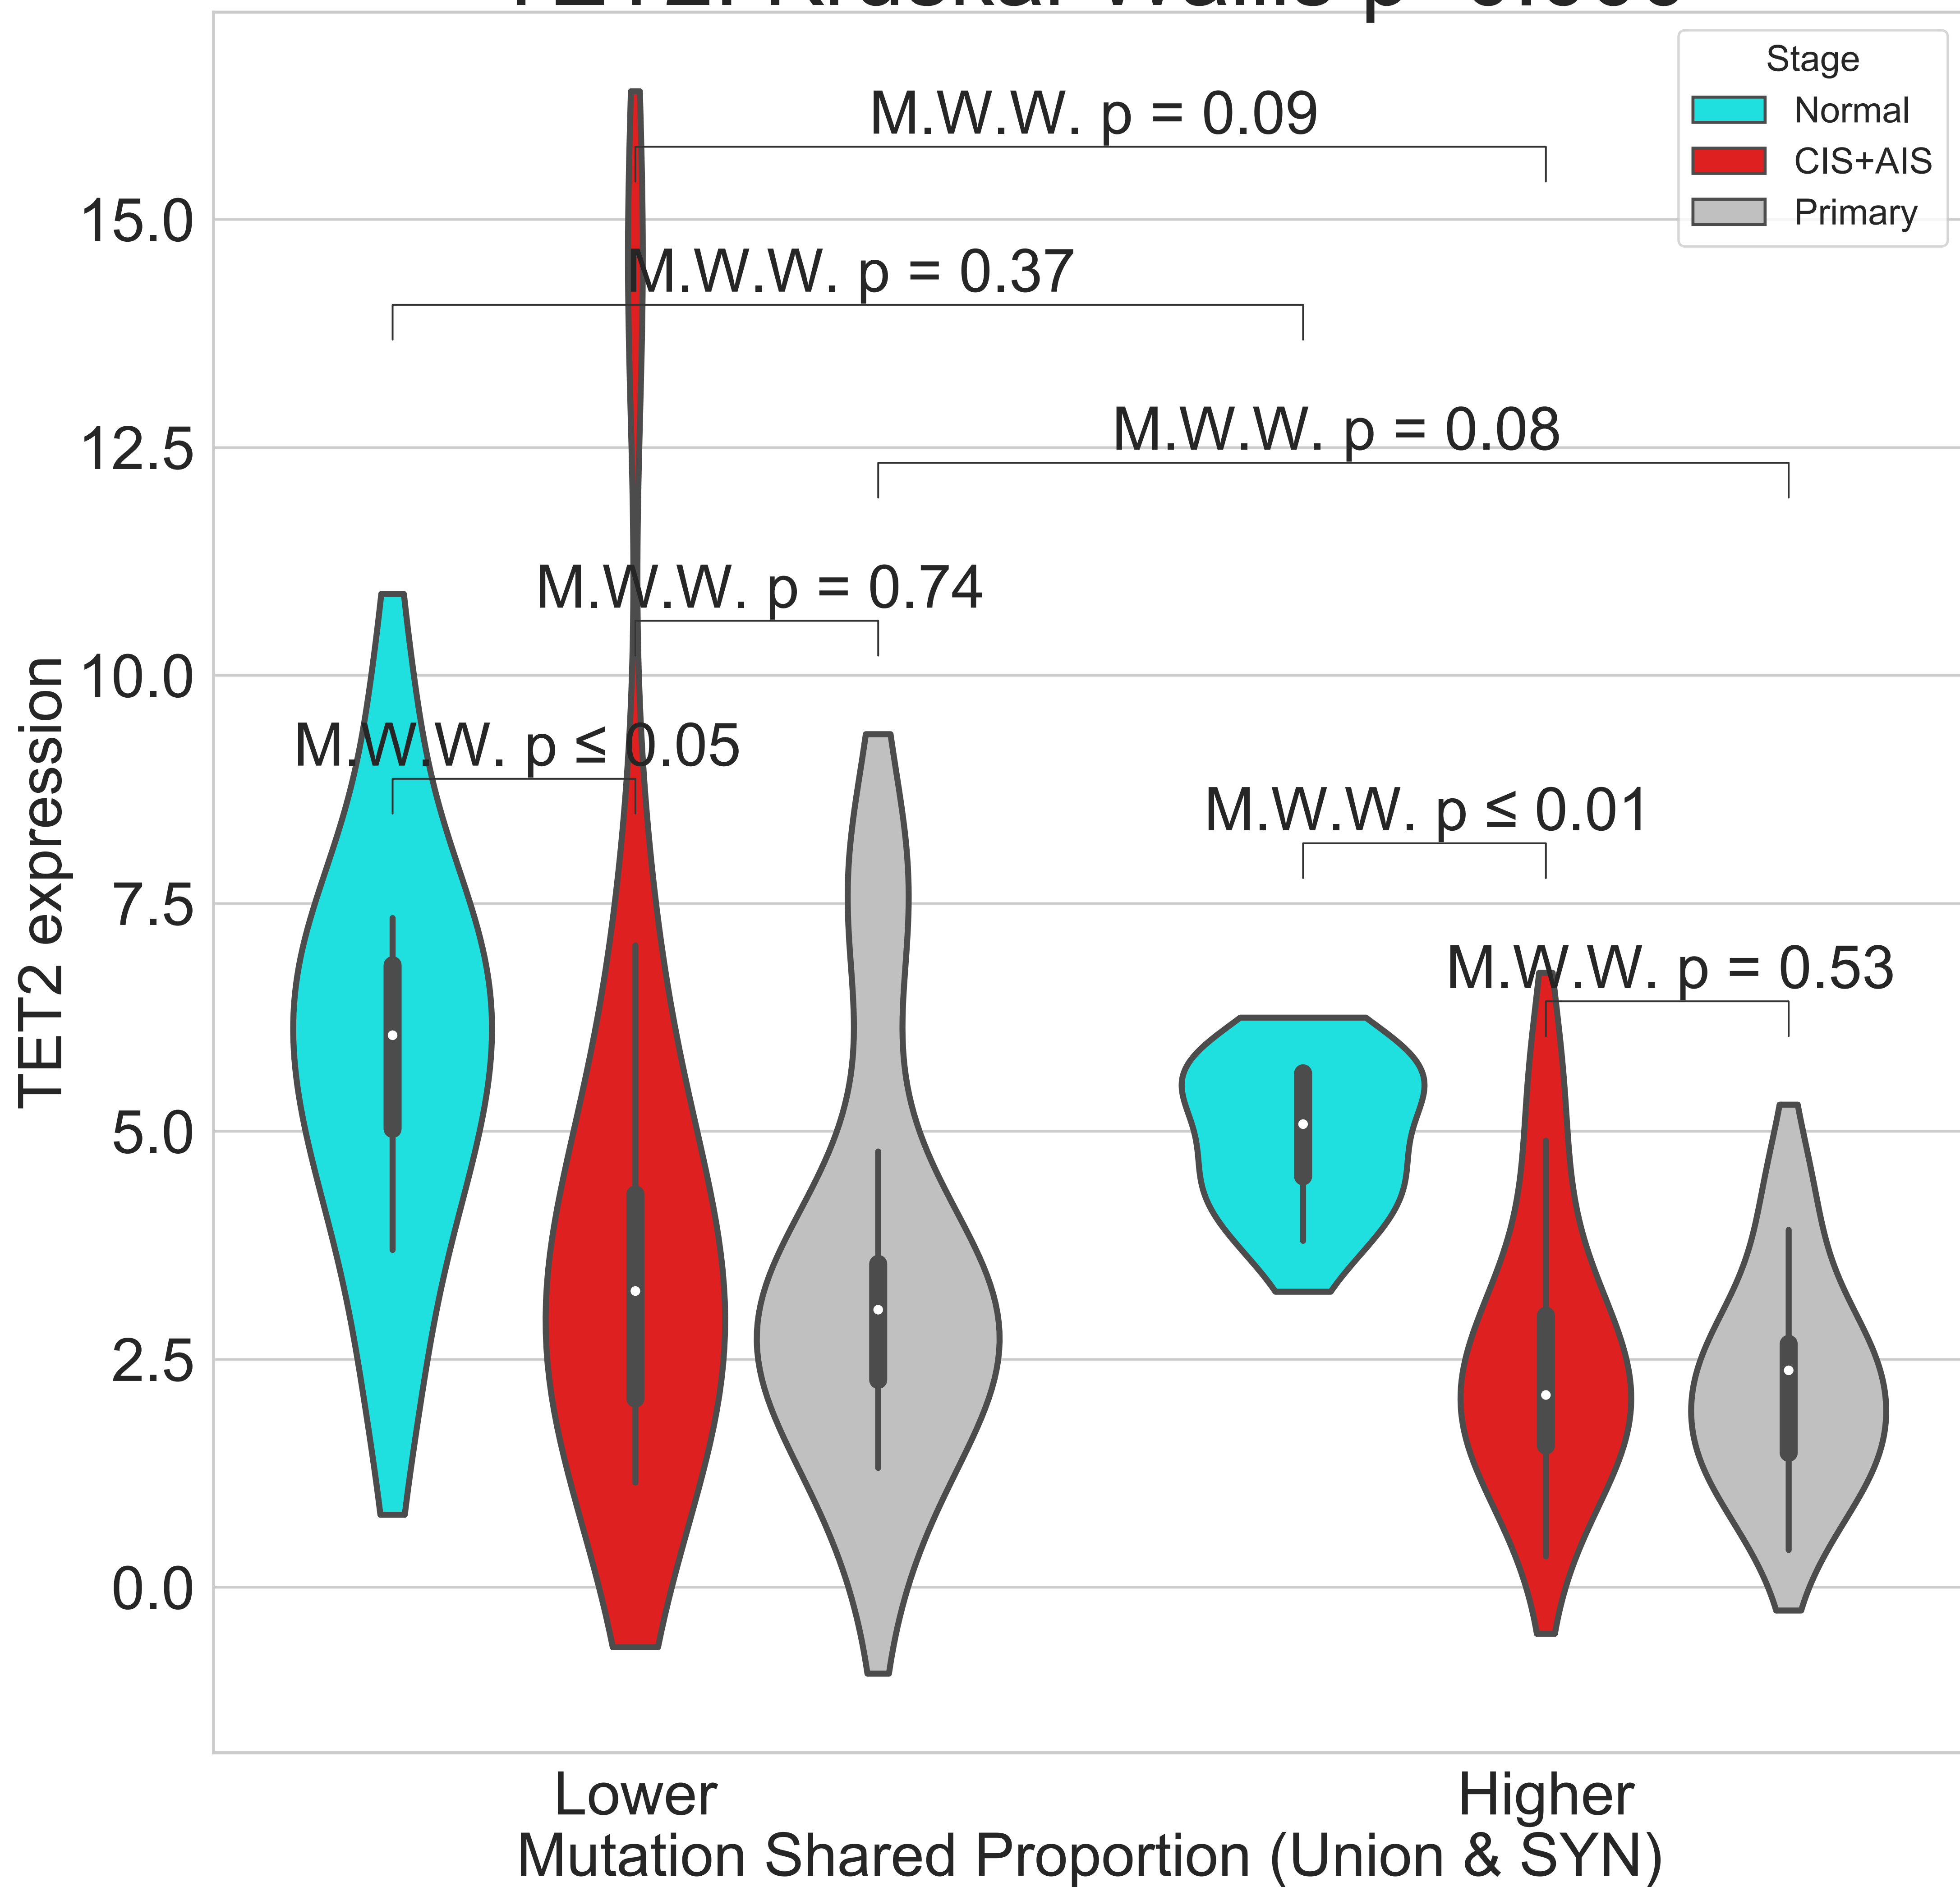 Stage
Normal
CIS+AIS
Primary
M.W.W. p = 0.09
15.0
M.W.W. p = 0.37
12.5
M.W.W. p = 0.08
M.W.W. p = 0.74
10.0
M.W.W. p ≤ 0.05
M.W.W. p ≤ 0.01
7.5
M.W.W. p = 0.53
5.0
2.5
0.0
TET2 expression
Lower
Higher
Mutation Shared Proportion (Union & SYN)